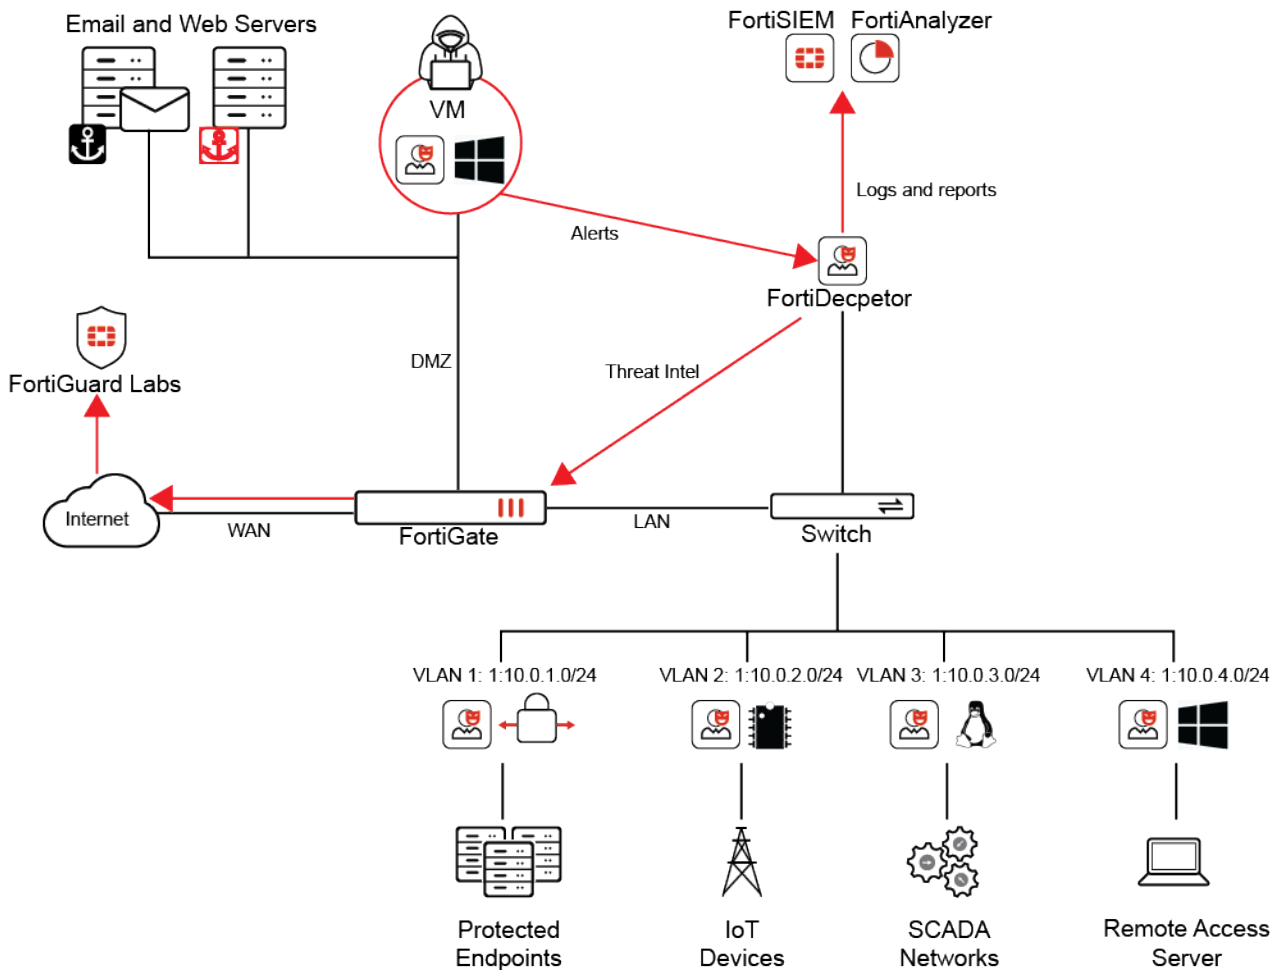 Email and Web Servers
FortiSIEM
FortiAnalyzer
VM
Logs and reports
Alerts
FortiDecpetor
DMZ
Threat Intel
FortiGuard Labs
Internet
WAN
FortiGate
LAN
Switch
VLAN 1: 1:10.0.1.0/24
VLAN 2: 1:10.0.2.0/24
VLAN 3: 1:10.0.3.0/24
VLAN 4: 1:10.0.4.0/24
Protected
Endpoints
IoT
Devices
SCADA
Networks
Remote Access
Server